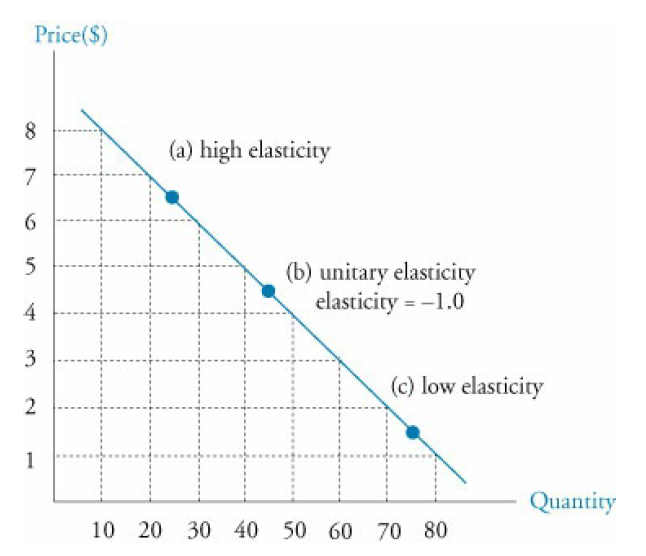 Price($)
8
(a) high elasticity
7
6
5
(b) unitary elasticity
elasticity = –1.0
4
3
(c) low elasticity
2
1
Quantity
10 20 30 40 50 60 70 80